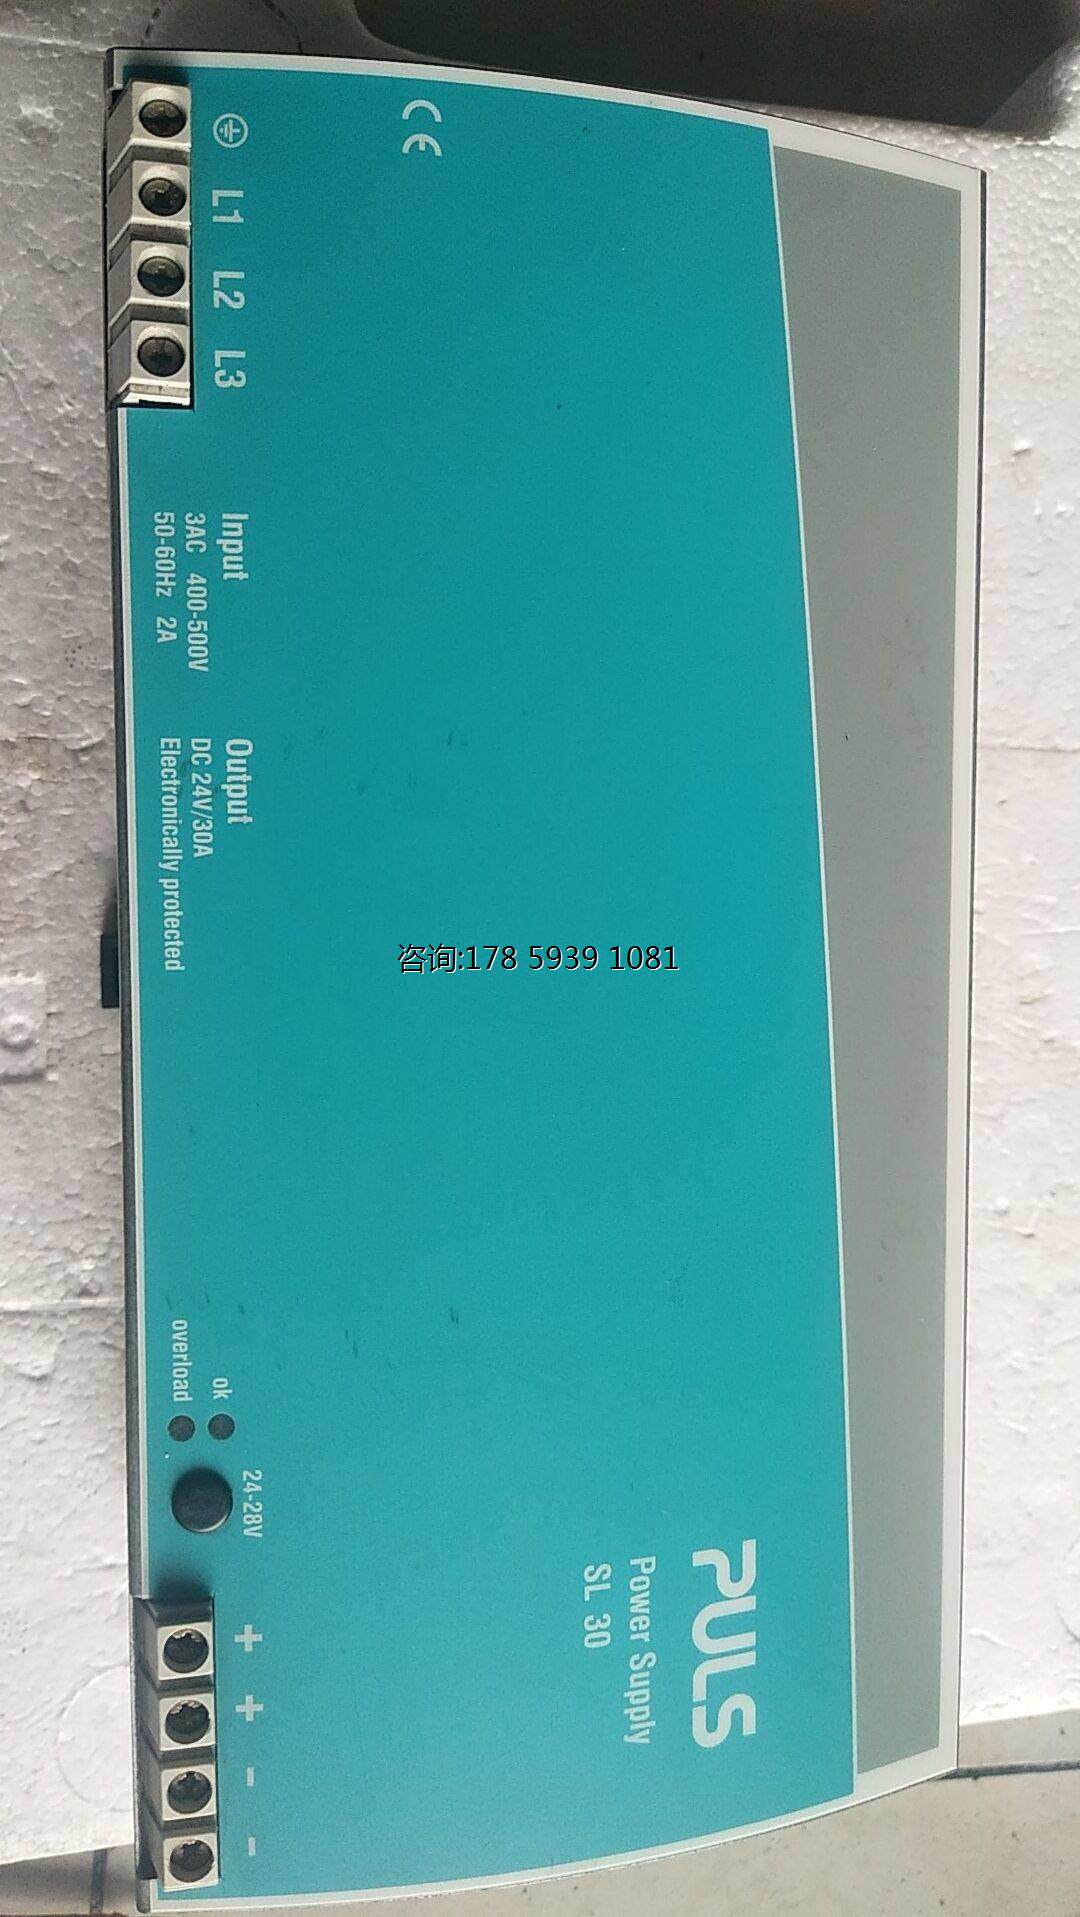 CE
L1 L2 L3
Input
3AC 400-500V
50-60Hz 2A
Output
DC 24V/30A
Electronically protected
咨询:178 5939 1081
ok
overload
24-28V
+ + - -
PULS
Power Supply
SL 30